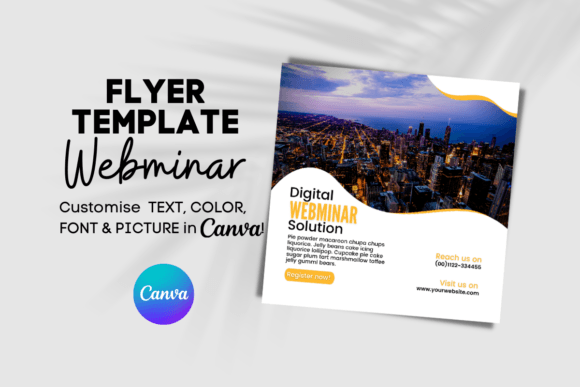 FLYER
TEMPLATE
Webminar
Customise TEXT, COLOR,
FONT & PICTURE in Canva!
Canva
Digital
WEBMINAR
Solution
Pie powder macaroon chupa chups
liquorice. Jelly beans cake icing
liquorice lollipop. Cupcake pie cake
sugar plum tart marshmallow toffee
jelly gummi bears.
Register now!
Reach us on
(00)1122-334455
Visit us on
www.yourwebsite.com